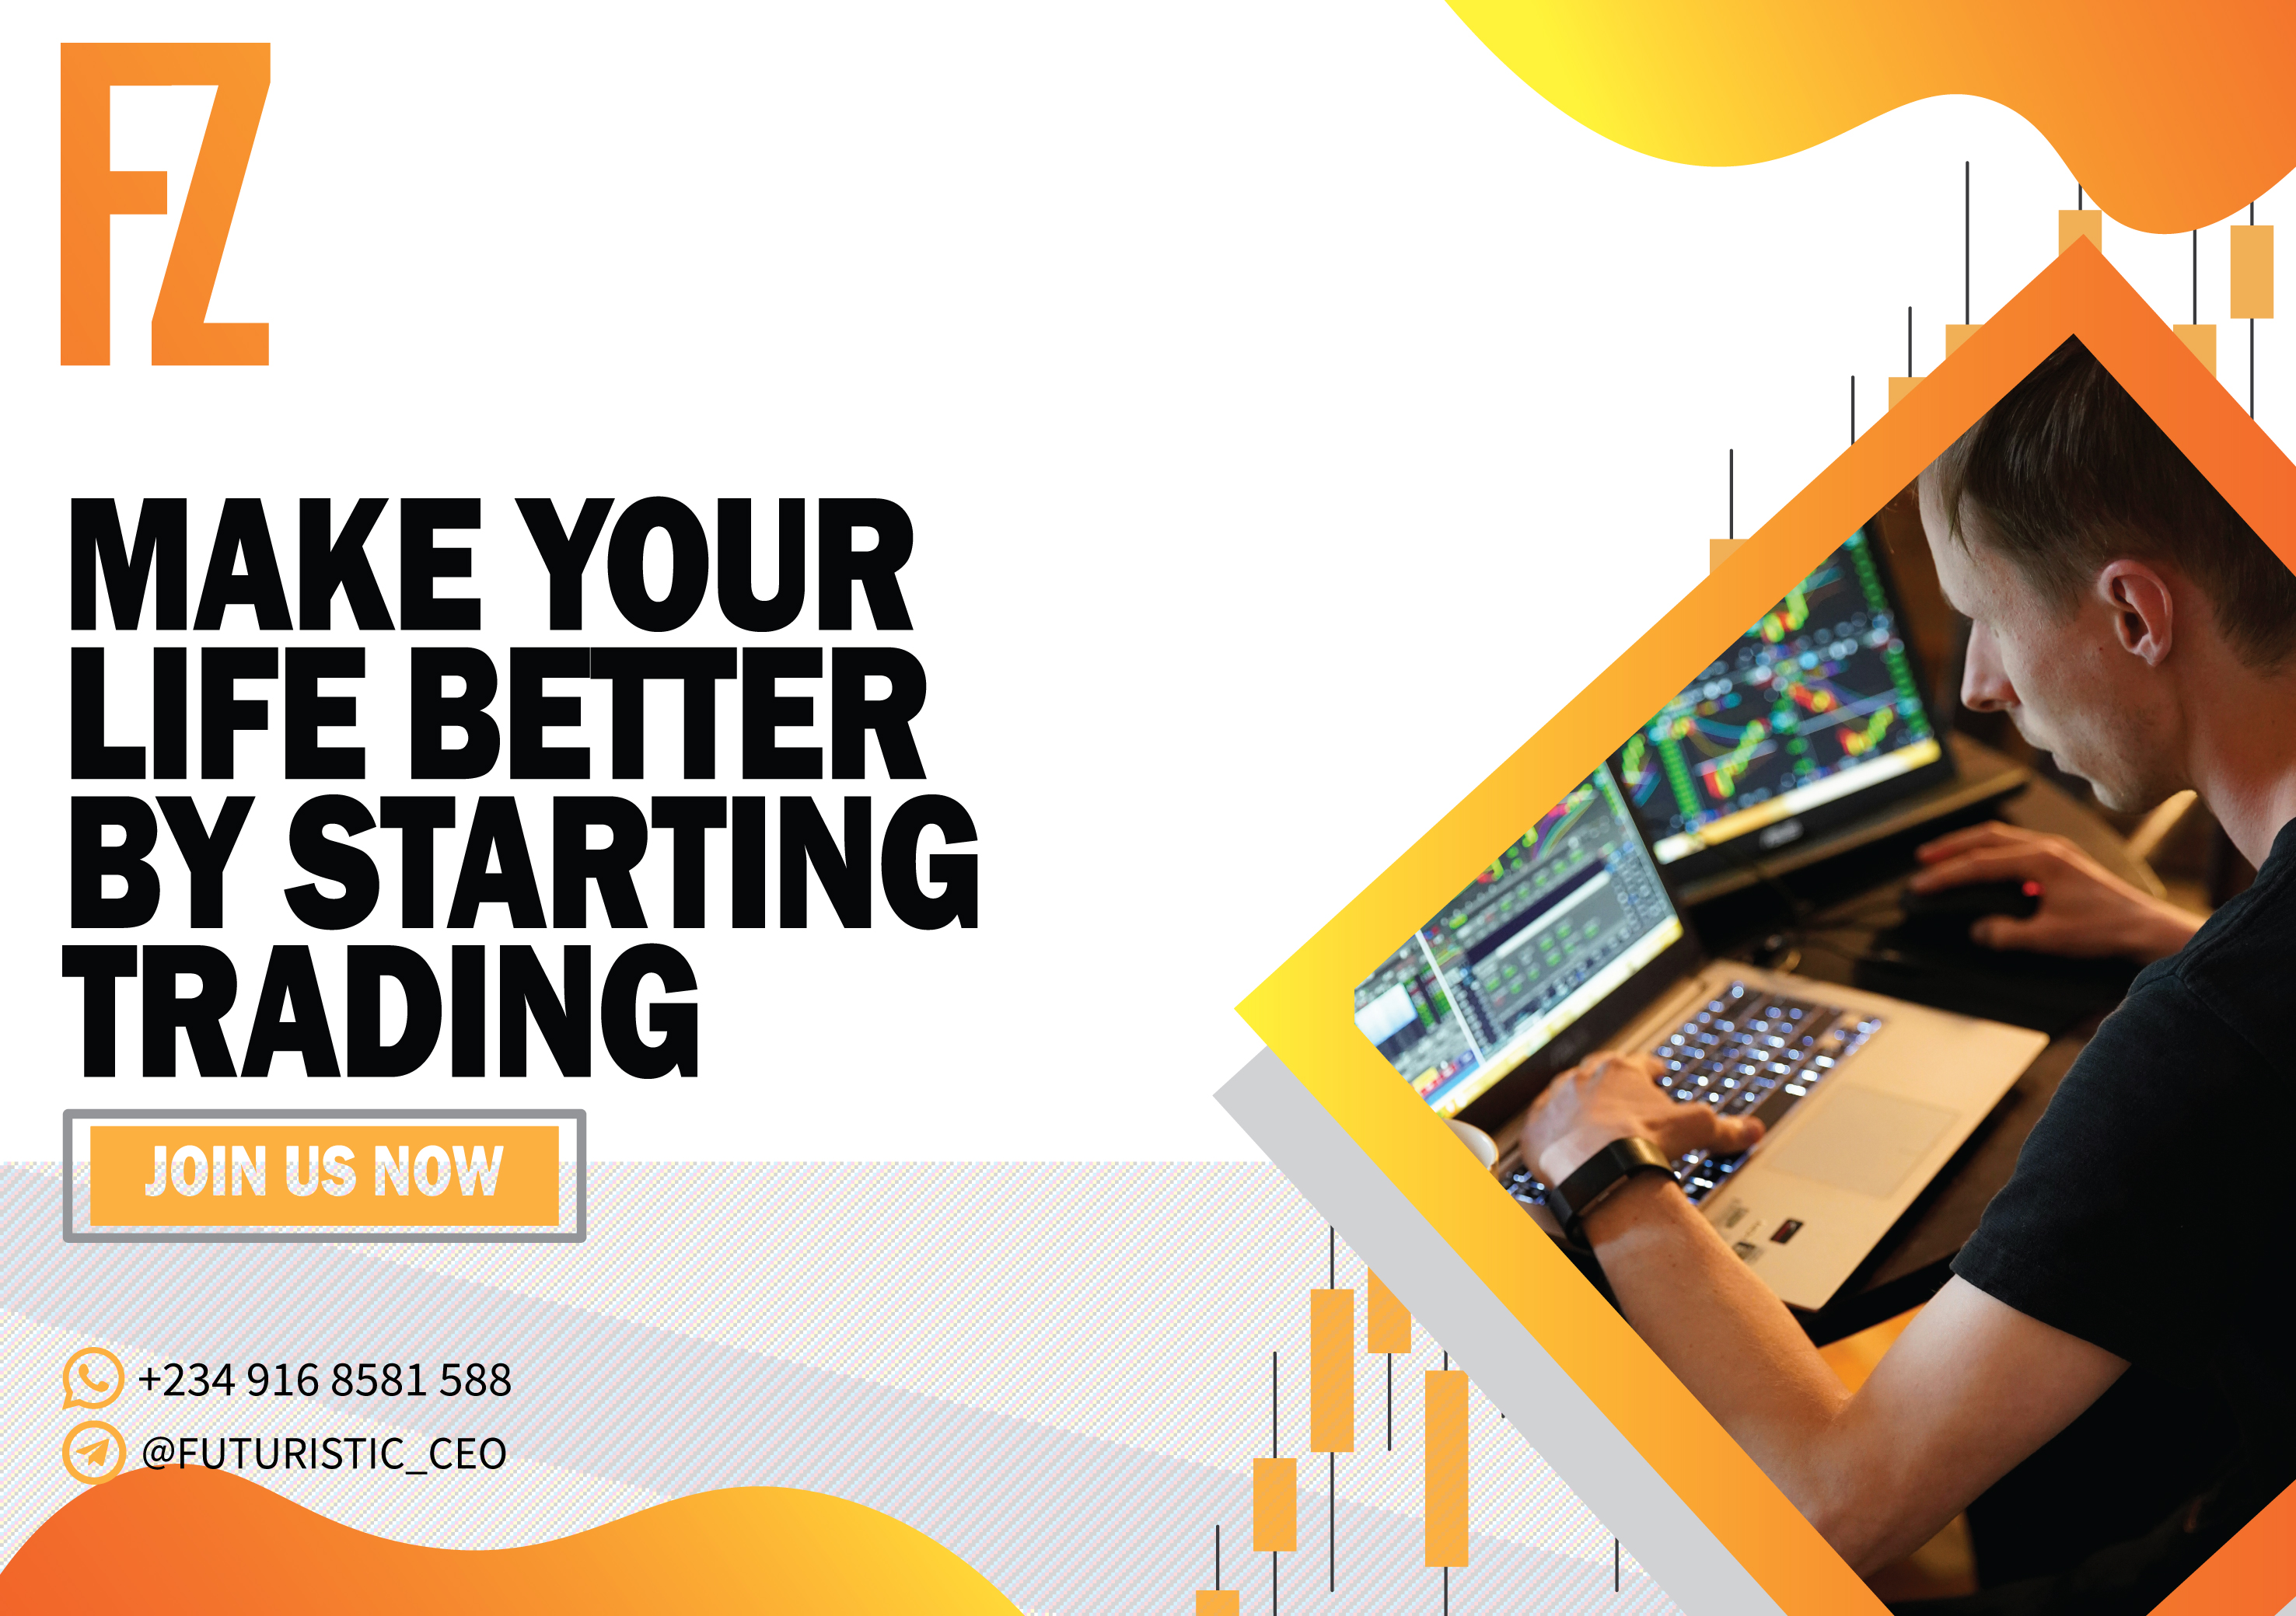 FZ
MAKE YOUR
LIFE BETTER
BY STARTING
TRADING
JOIN US NOW
+234 916 8581 588
@FUTURISTIC_CEO